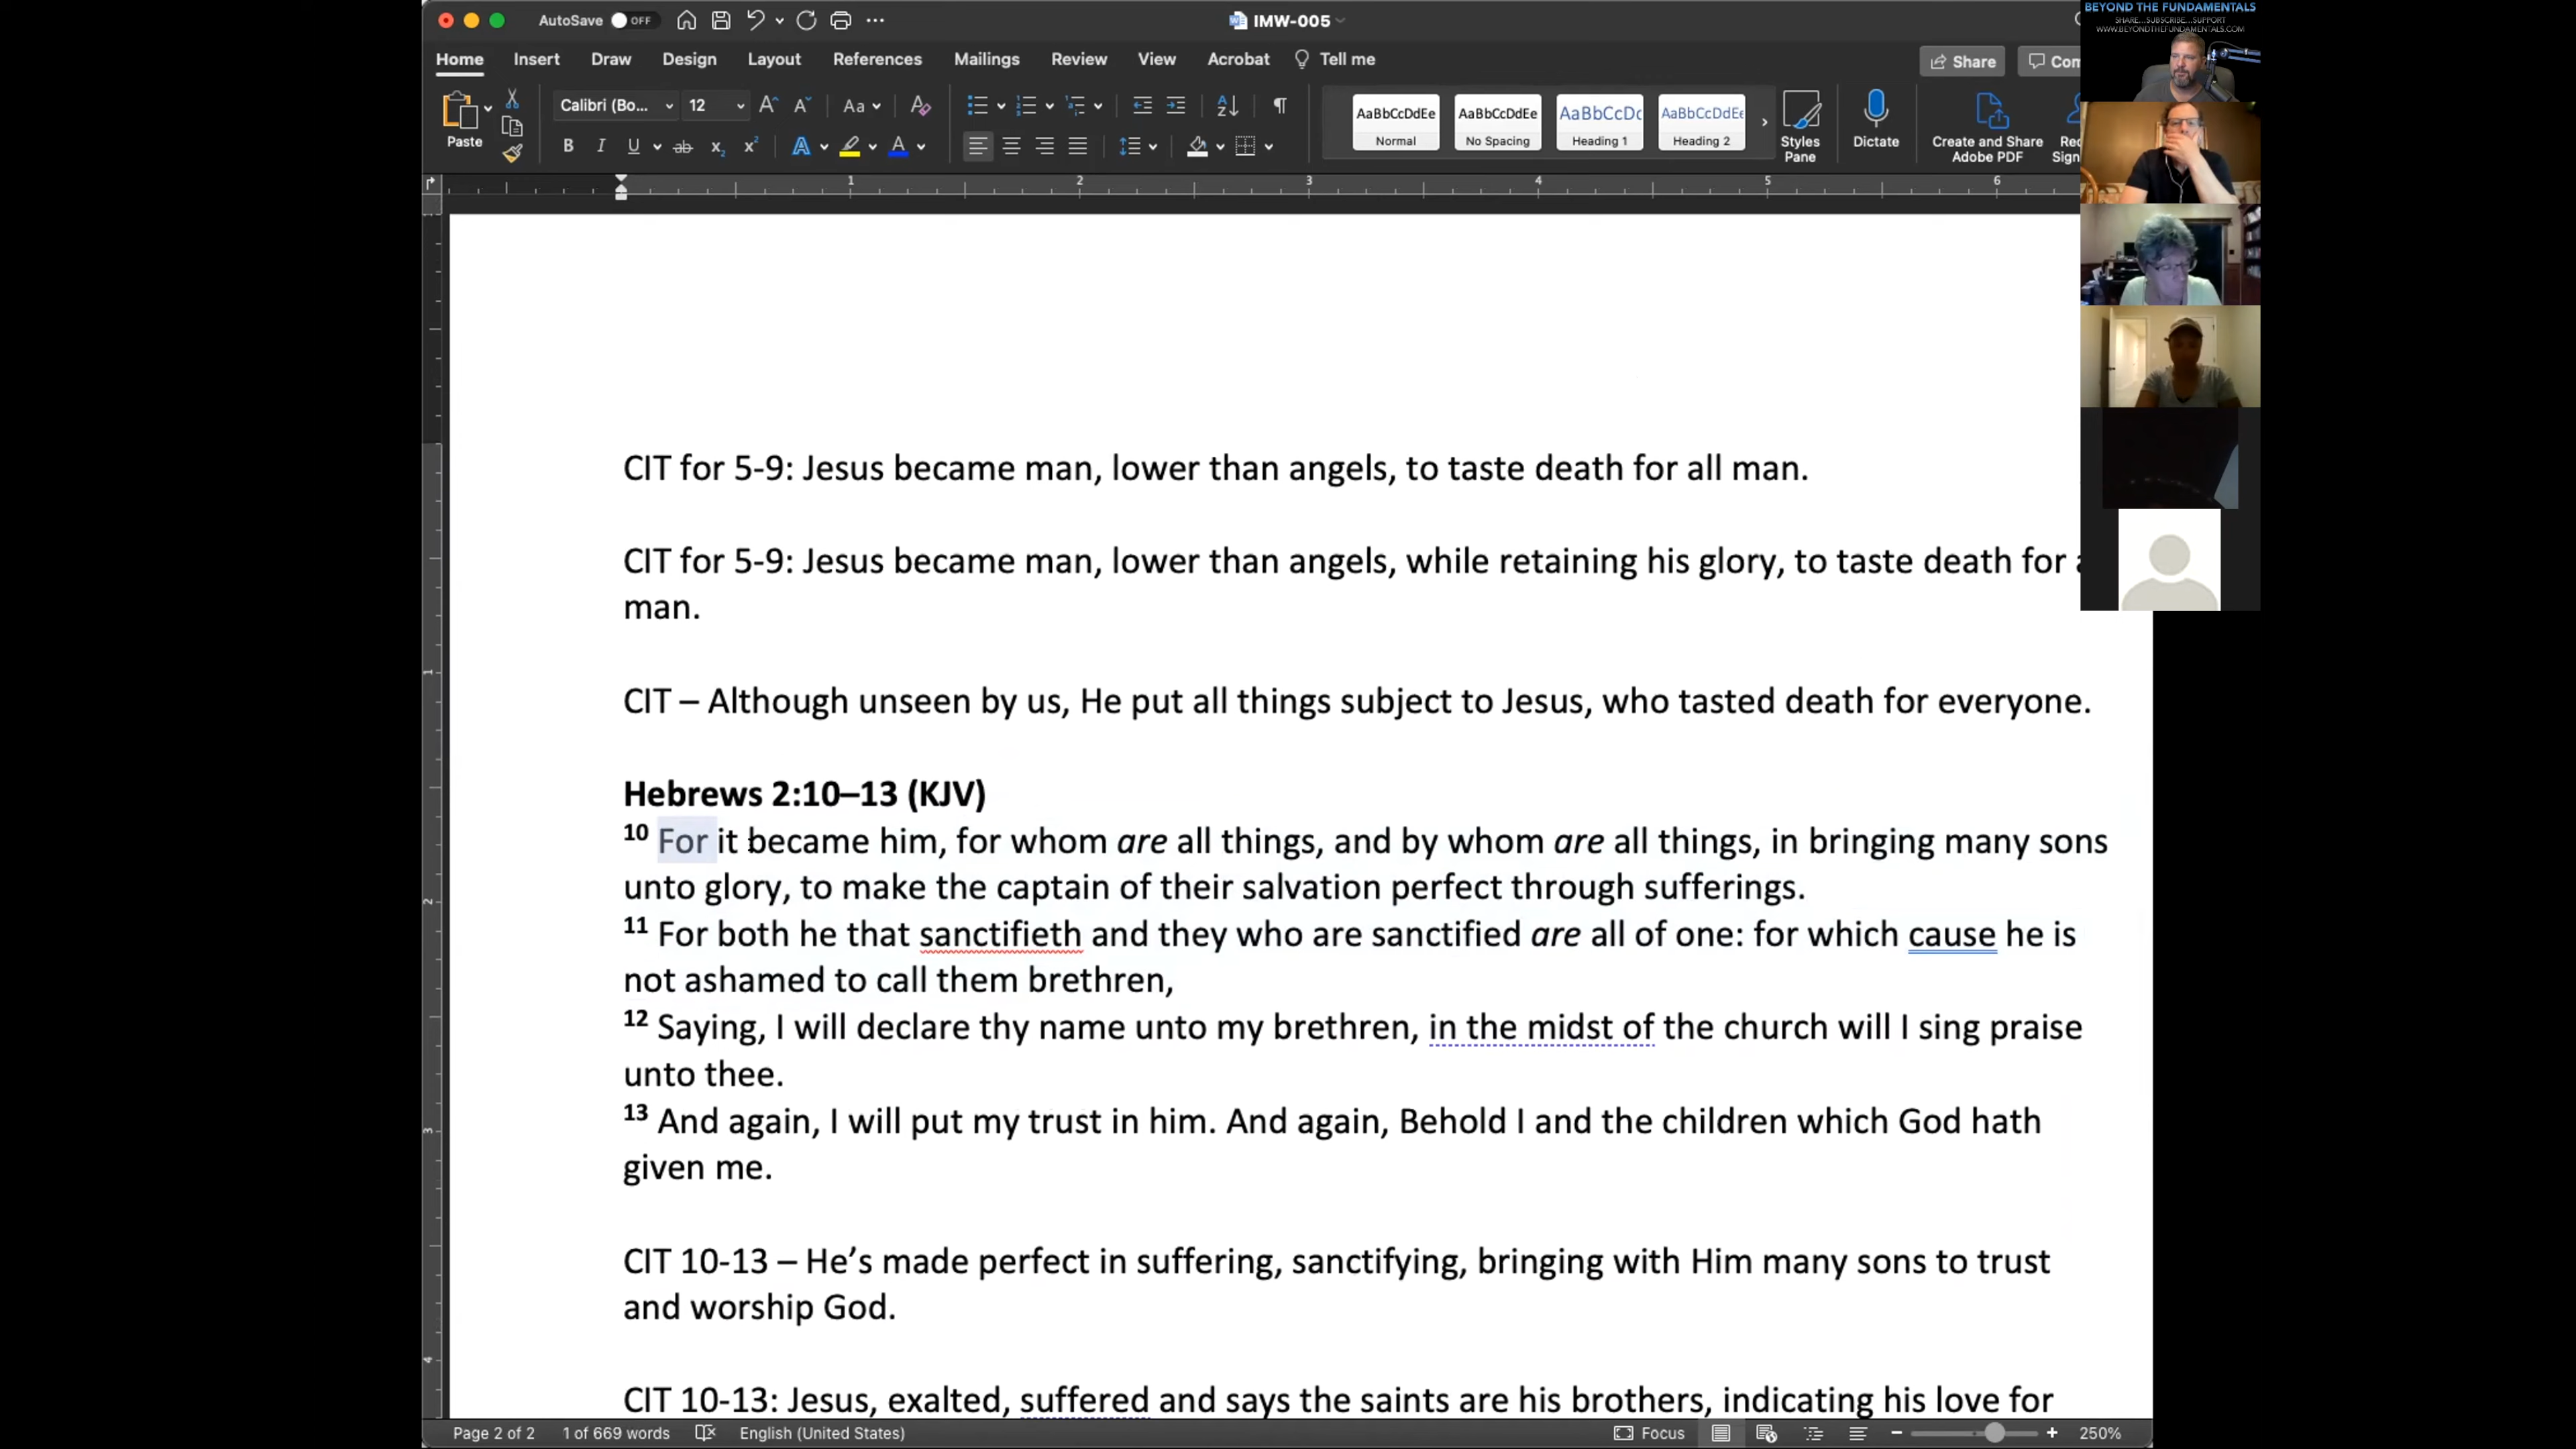 AutoSave OFF
IMW-005
BEYOND THE FUNDAMENTALS
SHARE...SUBSCRIBE...SUPPORT
WWW.BEYONDTHEFUNDAMENTALS.COM
Home Insert Draw Design Layout References Mailings Review View Acrobat Tell me Share Com
Paste
Calibri (Bo... 12
AaBbCcDdEe AaBbCcDdEe AaBbCcDc AaBbCcDdEe
Normal No Spacing Heading 1 Heading 2
Styles Pane
Dictate
Create and Share Adobe PDF
1 2 3 4 5 6
CIT for 5-9: Jesus became man, lower than angels, to taste death for all man.
CIT for 5-9: Jesus became man, lower than angels, while retaining his glory, to taste death for
man.
CIT – Although unseen by us, He put all things subject to Jesus, who tasted death for everyone.
Hebrews 2:10–13 (KJV)
10 For it became him, for whom are all things, and by whom are all things, in bringing many sons
unto glory, to make the captain of their salvation perfect through sufferings.
11 For both he that sanctifieth and they who are sanctified are all of one: for which cause he is
not ashamed to call them brethren,
12 Saying, I will declare thy name unto my brethren, in the midst of the church will I sing praise
unto thee.
13 And again, I will put my trust in him. And again, Behold I and the children which God hath
given me.
CIT 10-13 – He’s made perfect in suffering, sanctifying, bringing with Him many sons to trust
and worship God.
CIT 10-13: Jesus, exalted, suffered and says the saints are his brothers, indicating his love for
Page 2 of 2 1 of 669 words English (United States) Focus 250%